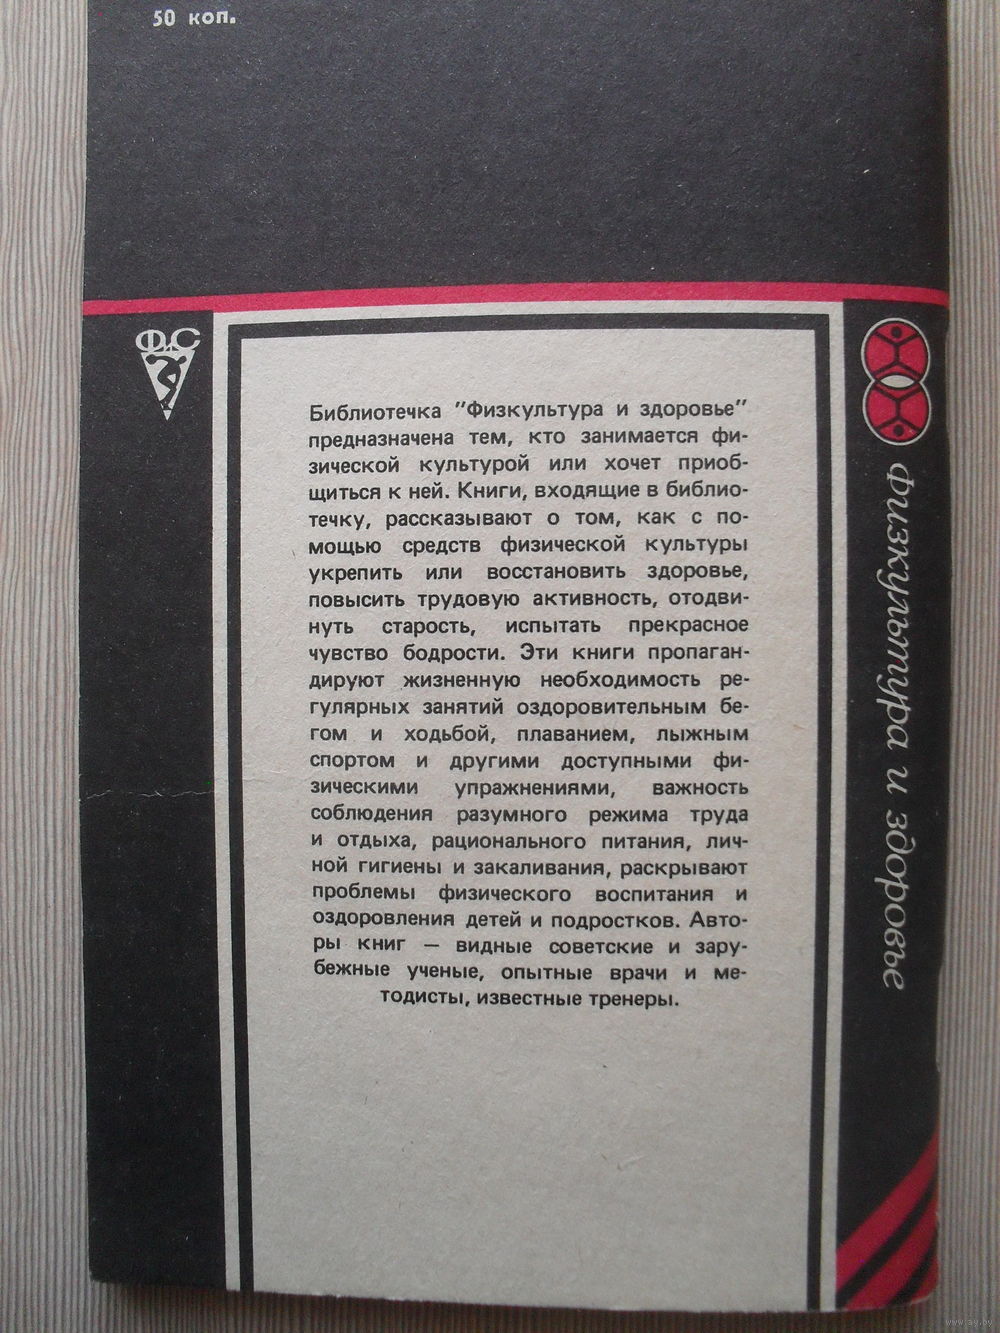 50 коп.
ФиС
Библиотечка "Физкультура и здоровье"
предназначена тем, кто занимается фи-
зической культурой или хочет приоб-
щиться к ней. Книги, входящие в библио-
течку, рассказывают о том, как с по-
мощью средств физической культуры
укрепить или восстановить здоровье,
повысить трудовую активность, отодви-
нуть старость, испытать прекрасное
чувство бодрости. Эти книги пропаган-
дируют жизненную необходимость ре-
гулярных занятий оздоровительным бе-
гом и ходьбой, плаванием, лыжным
спортом и другими доступными фи-
зическими упражнениями, важность
соблюдения разумного режима труда
и отдыха, рационального питания, лич-
ной гигиены и закаливания, раскрывают
проблемы физического воспитания и
оздоровления детей и подростков. Авто-
ры книг — видные советские и зару-
бежные ученые, опытные врачи и ме-
тодисты, известные тренеры.
Физкультура и здоровье
www.ay.by